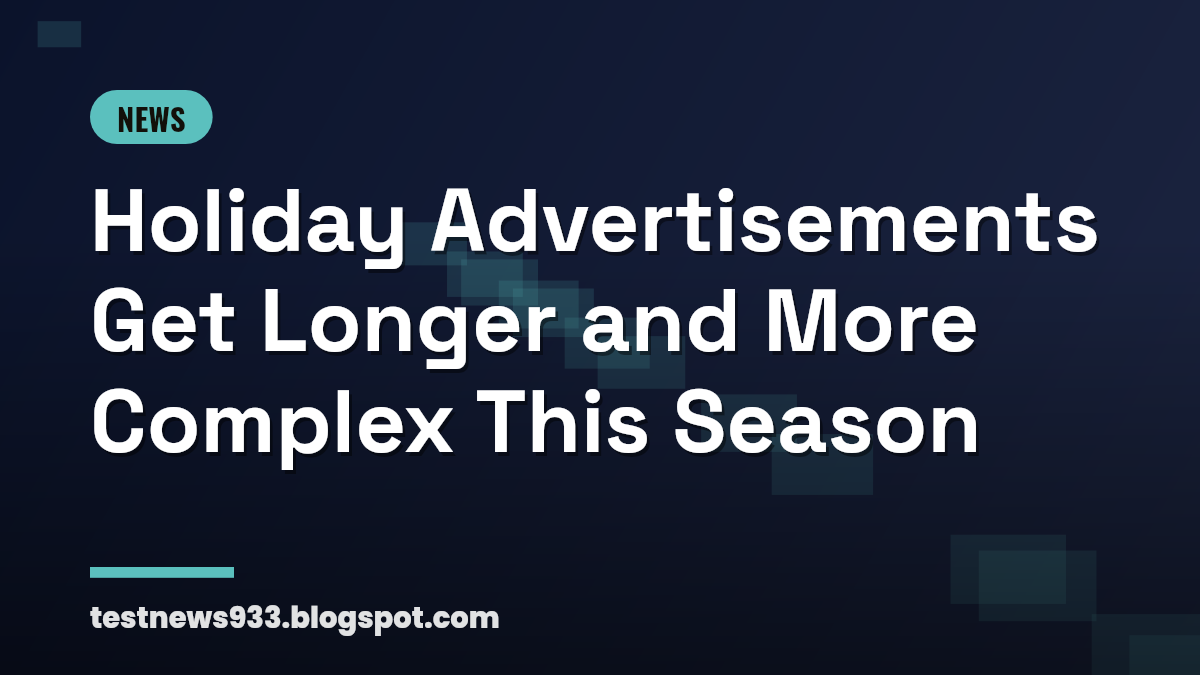 NEWS
Holiday Advertisements
Get Longer and More
Complex This Season
testnews933.blogspot.com